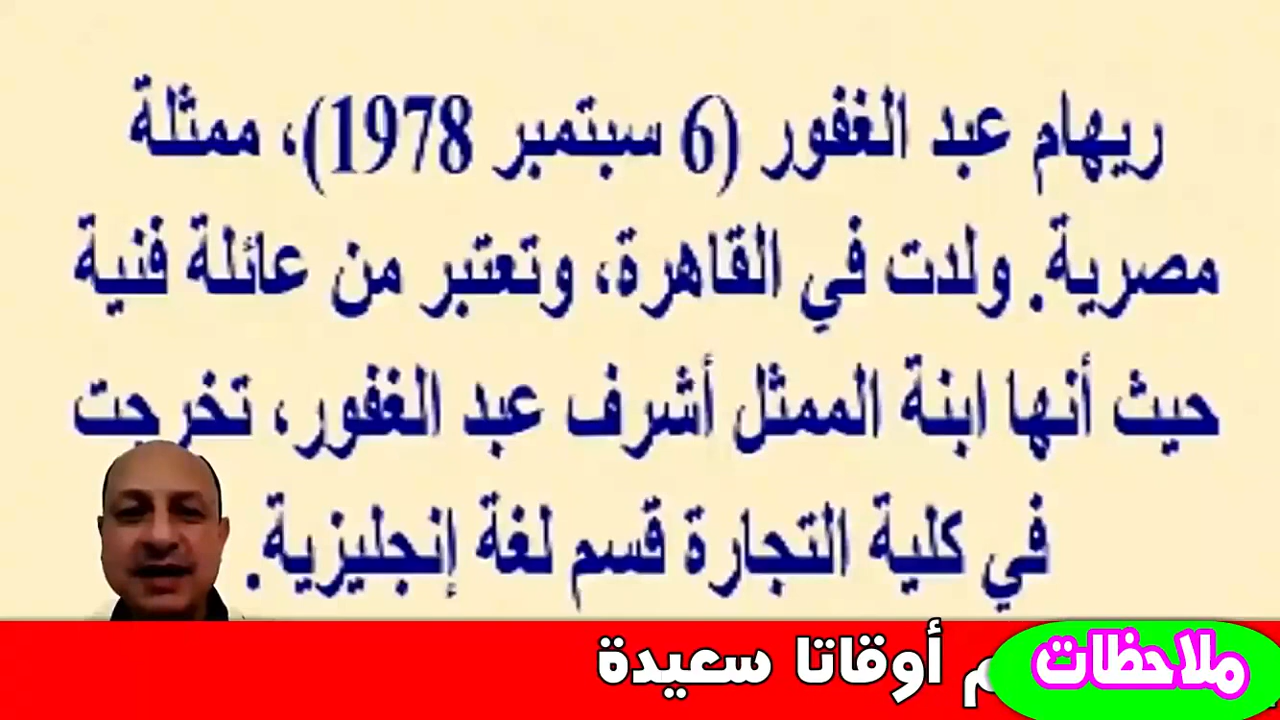 ريهام عبد الغفور (6 سبتمبر 1978)، ممثلة
مصرية. ولدت في القاهرة، وتعتبر من عائلة فنية
حيث أنها ابنة الممثل أشرف عبد الغفور، تخرجت
في كلية التجارة قسم لغة إنجليزية.
أوقاتا سعيدة
ملاحظات